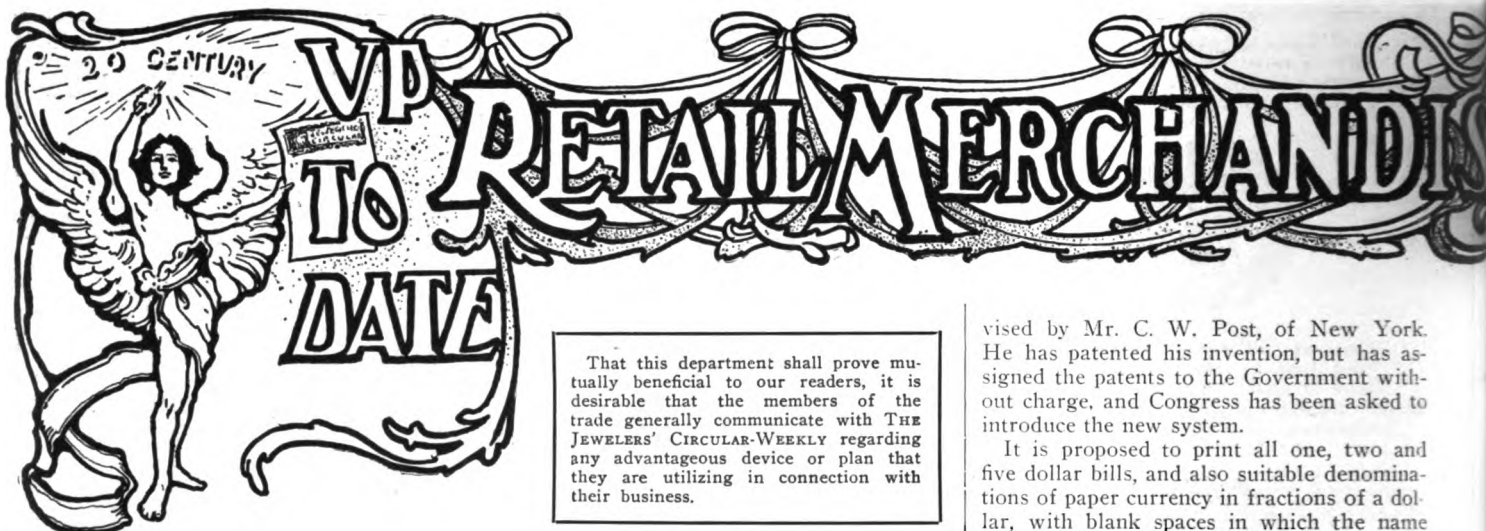 20 CENTURY
VP
TO
DATE
RETAIL MERCHANDIS
That this department shall prove mu-
tually beneficial to our readers, it is
desirable that the members of the
trade generally communicate with THE
JEWELERS' CIRCULAR-WEEKLY regarding
any advantageous device or plan that
they are utilizing in connection with
their business.
vised by Mr. C. W. Post, of New York.
He has patented his invention, but has as-
signed the patents to the Government with-
out charge, and Congress has been asked to
introduce the new system.
It is proposed to print all one, two and
five dollar bills, and also suitable denomina-
tions of paper currency in fractions of a dol-
lar, with blank spaces in which the name